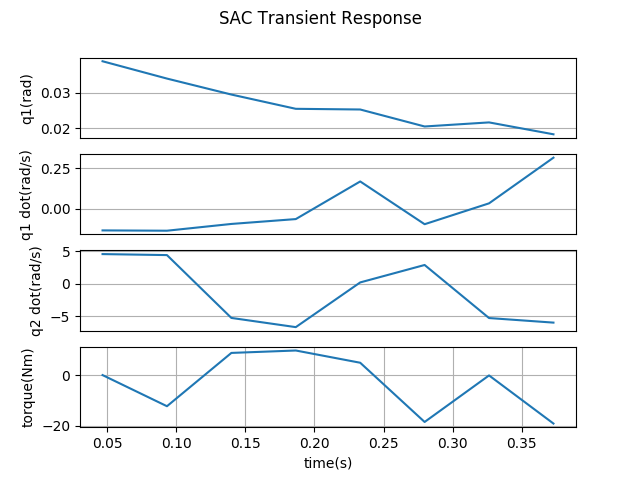 SAC Transient Response
q1(rad)
0.03
0.02
q1 dot(rad/s)
0.25
0.00
q2 dot(rad/s)
5
0
−5
torque(Nm)
0
−20
0.05 0.10 0.15 0.20 0.25 0.30 0.35
time(s)